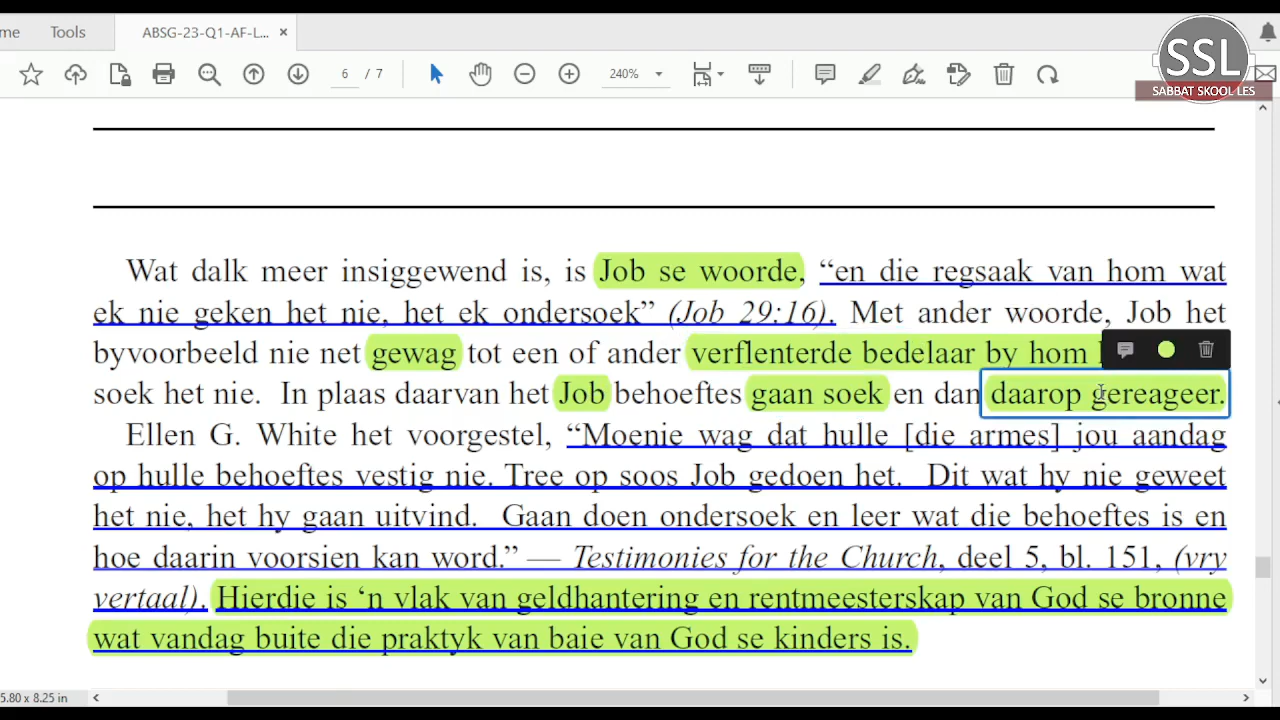 me Tools ABSG-23-Q1-AF-L... ×
6 / 7 240%
SSL
SABBAT SKOOL LES
Wat dalk meer insiggewend is, is Job se woorde, “en die regsaak van hom wat
ek nie geken het nie, het ek ondersoek” (Job 29:16). Met ander woorde, Job het
byvoorbeeld nie net gewag tot een of ander verflenterde bedelaar by hom
soek het nie. In plaas daarvan het Job behoeftes gaan soek en dan daarop gereageer.
Ellen G. White het voorgestel, “Moenie wag dat hulle [die armes] jou aandag
op hulle behoeftes vestig nie. Tree op soos Job gedoen het. Dit wat hy nie geweet
het nie, het hy gaan uitvind. Gaan doen ondersoek en leer wat die behoeftes is en
hoe daarin voorsien kan word.” — Testimonies for the Church, deel 5, bl. 151, (vry
vertaal). Hierdie is ‘n vlak van geldhantering en rentmeesterskap van God se bronne
wat vandag buite die praktyk van baie van God se kinders is.
5.80 x 8.25 in